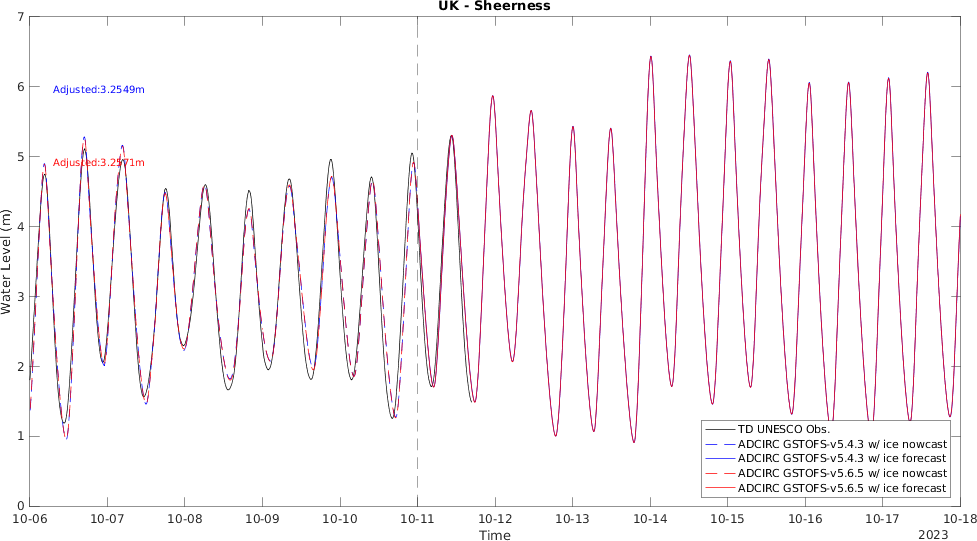 UK - Sheerness
7
6
5
4
3
2
1
0
Water Level (m)
Adjusted:3.2549m
Adjusted:3.2571m
TD UNESCO Obs.
ADCIRC GSTOFS-v5.4.3 w/ ice nowcast
ADCIRC GSTOFS-v5.4.3 w/ ice forecast
ADCIRC GSTOFS-v5.6.5 w/ ice nowcast
ADCIRC GSTOFS-v5.6.5 w/ ice forecast
10-06 10-07 10-08 10-09 10-10 10-11 10-12 10-13 10-14 10-15 10-16 10-17 10-18
Time
2023